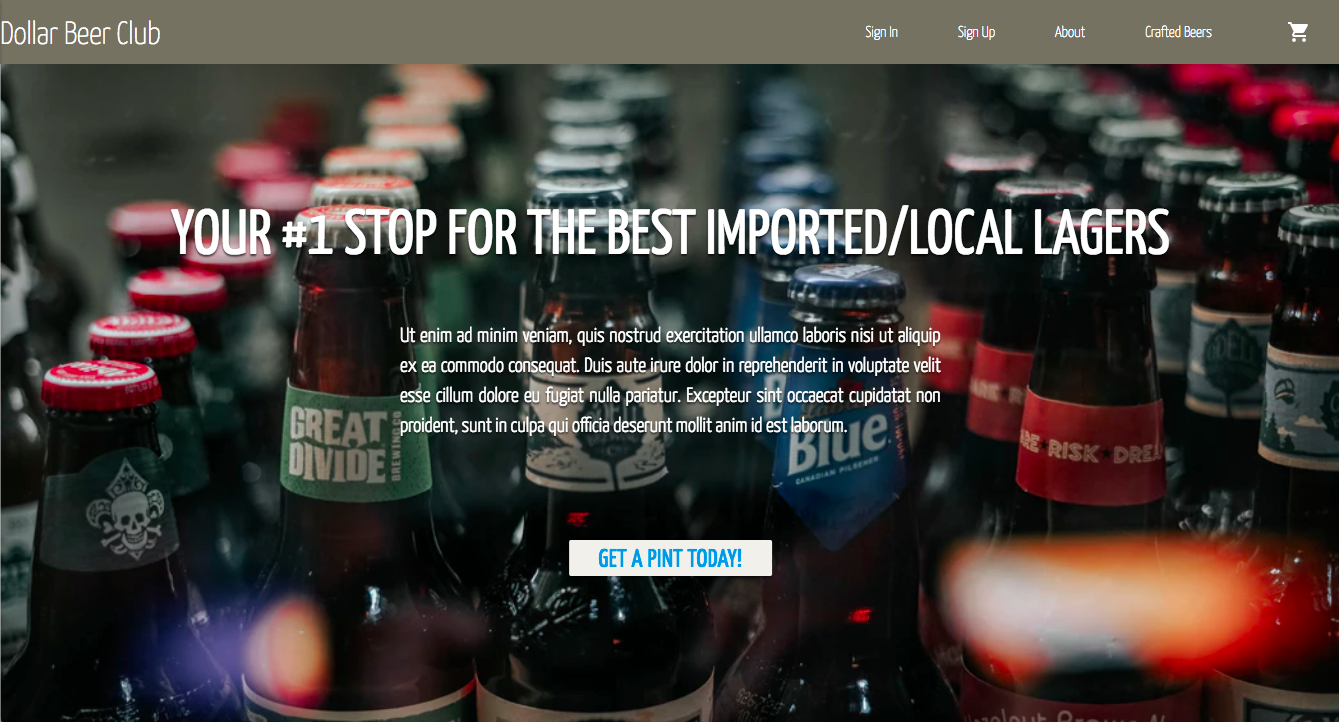 Dollar Beer Club
Sign In
Sign Up
About
Crafted Beers
YOUR #1 STOP FOR THE BEST IMPORTED/LOCAL LAGERS
Ut enim ad minim veniam, quis nostrud exercitation ullamco laboris nisi ut aliquip
ex ea commodo consequat. Duis aute irure dolor in reprehenderit in voluptate velit
esse cillum dolore eu fugiat nulla pariatur. Excepteur sint occaecat cupidatat non
proident, sunt in culpa qui officia deserunt mollit anim id est laborum.
GREAT
DIVIDE
Blue
CANADIAN PILSENER
RISK
GET A PINT TODAY!